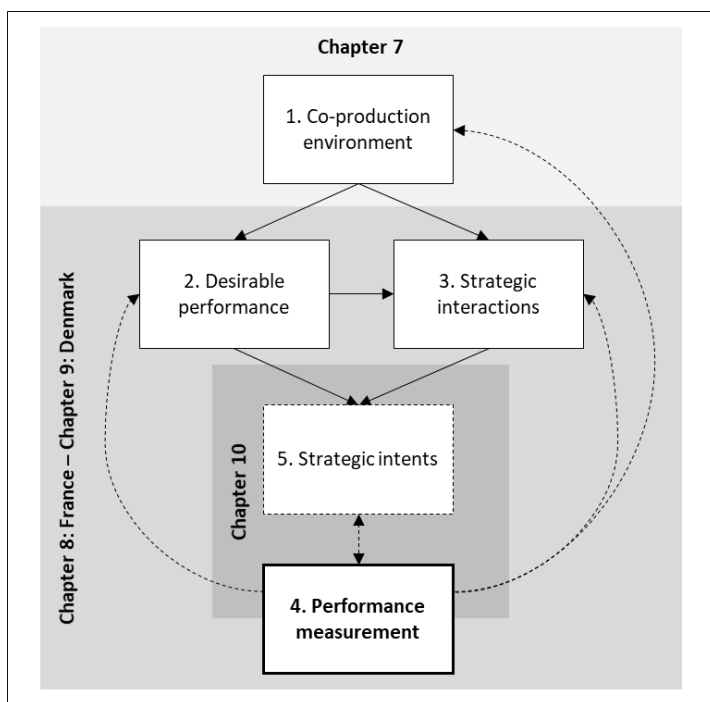 Chapter 7
1. Co-production
environment
2. Desirable
performance
3. Strategic
interactions
Chapter 8: France – Chapter 9: Denmark
Chapter 10
5. Strategic intents
4. Performance
measurement